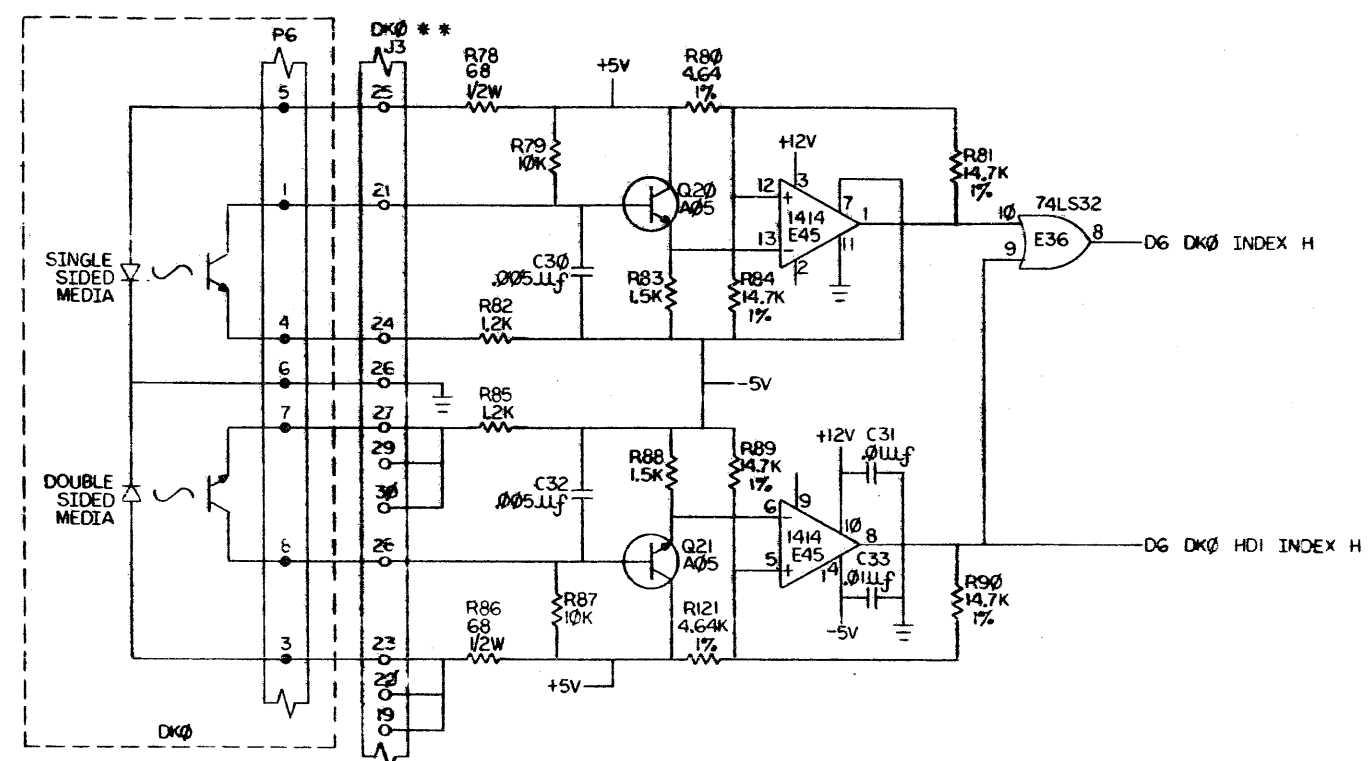 P6
DKØ * *
J3
R78
68
1/2W
+5V
R8Ø
4.64
1%
5
25
R79
1ØK
+12V
3
R81
14.7K
1%
1
21
Q2Ø
AØ5
12
+
7
1
1414
E45
13
-
11
2
74LS32
1Ø
9
E36
8
D6 DKØ INDEX H
SINGLE
SIDED
MEDIA
C3Ø
.ØØ5µf
R83
1.5K
R84
14.7K
1%
R82
1.2K
4
24
6
26
-5V
R85
1.2K
7
27
29
3Ø
DOUBLE
SIDED
MEDIA
C32
.ØØ5µf
R88
1.5K
R89
14.7K
1%
+12V
C31
.Ø1µf
9
6
-
1Ø
8
1414
E45
5
+
14
C33
.Ø1µf
-5V
D6 DKØ HDI INDEX H
8
26
Q21
AØ5
R87
1ØK
R86
68
1/2W
R121
4.64K
1%
R9Ø
14.7K
1%
3
23
22
19
+5V
DKØ